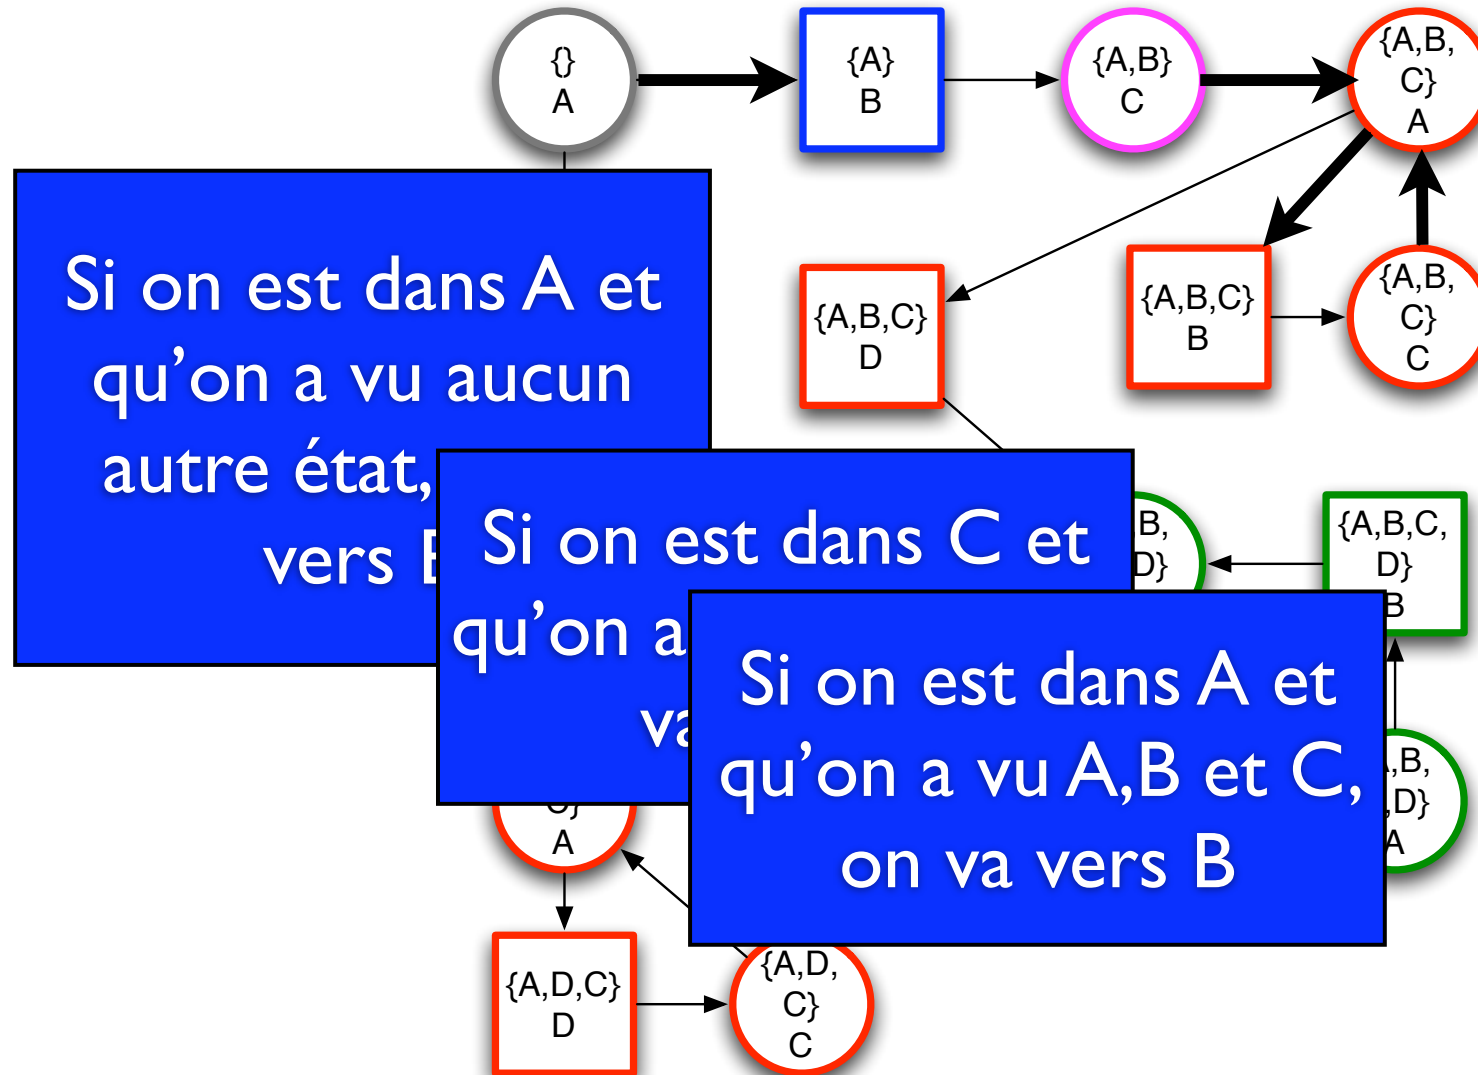 {}
A
{A}
B
{A,B}
C
{A,B,
C}
A
{A,B,C}
D
{A,B,C}
B
{A,B,
C}
C
Si on est dans A et
qu’on a vu aucun
autre état,
vers
Si on est dans C et
qu’on a
Si on est dans A et
qu’on a vu A,B et C,
on va vers B
B,
D}
{A,B,C,
D}
B
,B,
,D}
A
C}
A
{A,D,C}
D
{A,D,
C}
C